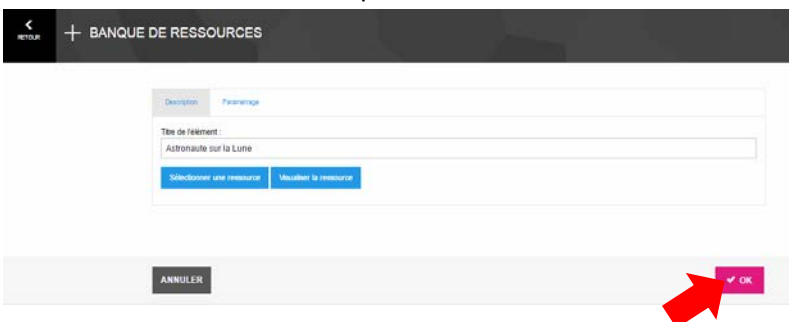 RETOUR
BANQUE DE RESSOURCES
Description Paramétrage
Titre de l'élément :
Astronaute sur la Lune
Sélectionner une ressource Visualiser la ressource
ANNULER OK